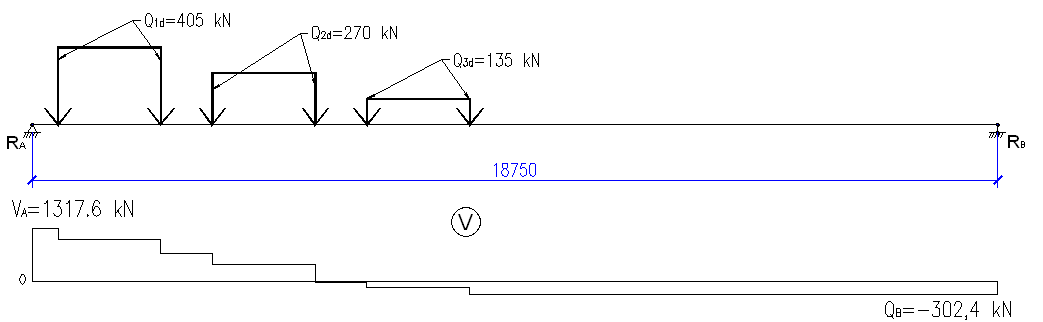 Q1d=405 kN
Q2d=270 kN
Q3d=135 kN
RA
RB
18750
VA=1317.6 kN
V
0
QB=-302,4 kN